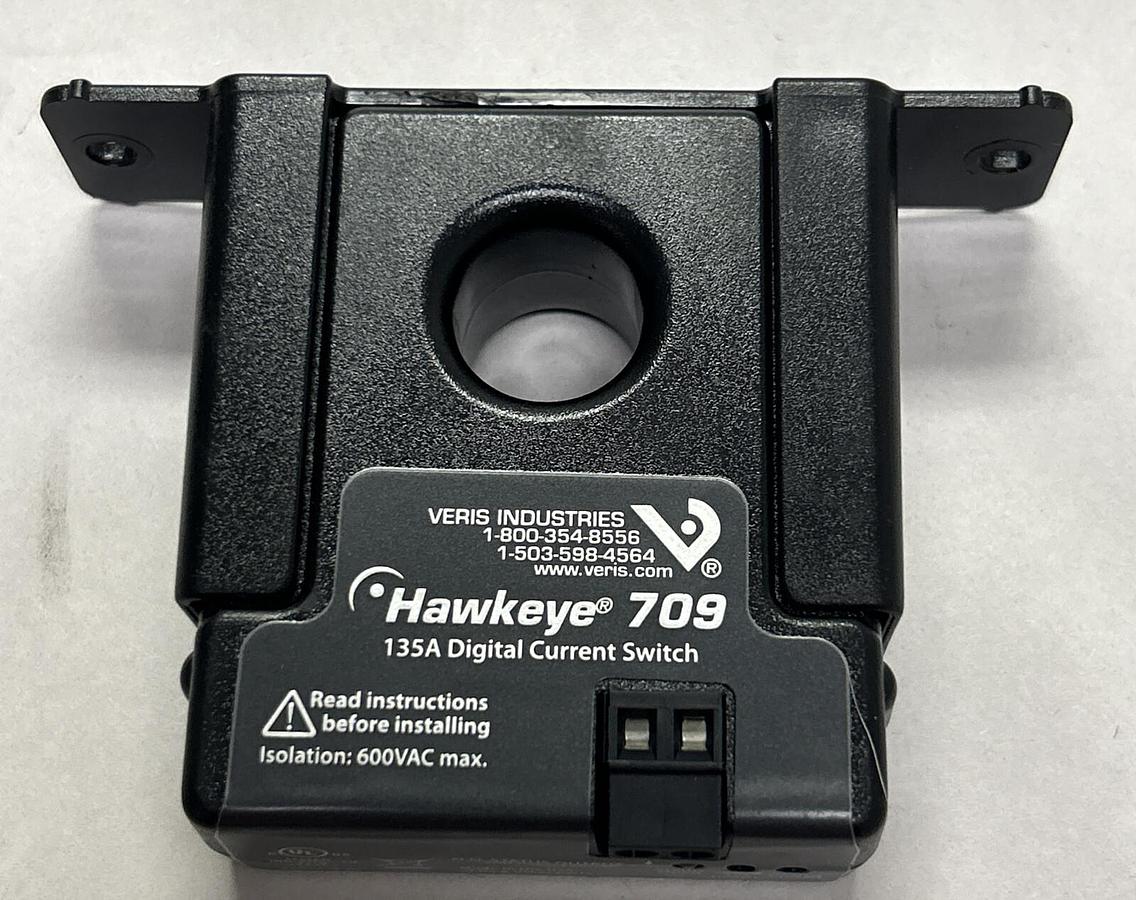 VERIS INDUSTRIES
1-800-354-8556
1-503-598-4564
www.veris.com
®
Hawkeye® 709
135A Digital Current Switch
Read instructions
before installing
Isolation: 600VAC max.
UL